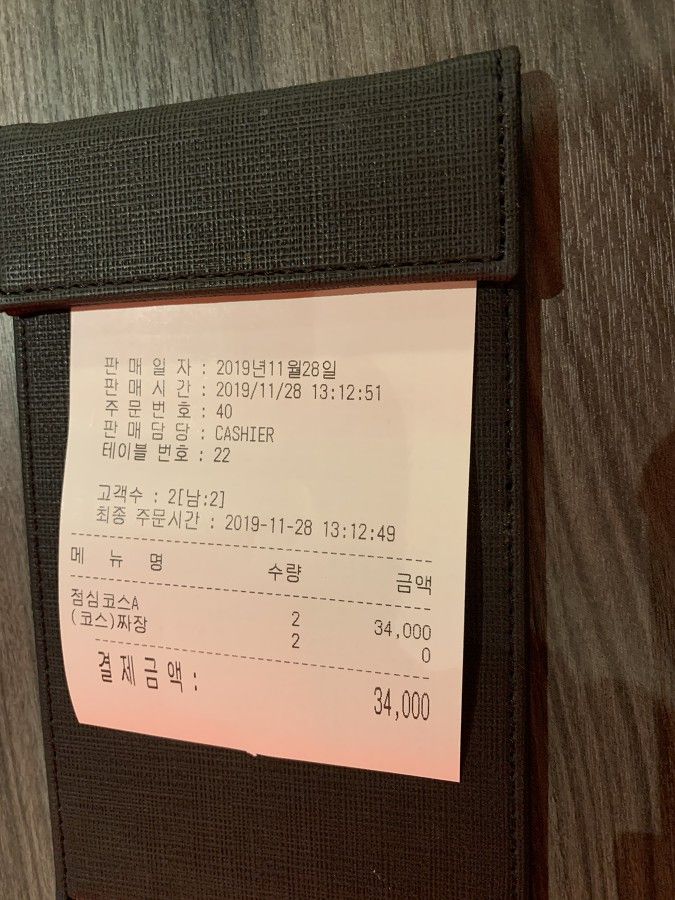 판 매 일 자 : 2019년11월28일
판 매 시 간 : 2019/11/28 13:12:51
주 문 번 호 : 40
판 매 담 당 : CASHIER
테이블 번호 : 22
고객수 : 2[남:2]
최종 주문시간 : 2019-11-28 13:12:49
메 뉴 명 수량 금액
점심코스A 2 34,000
(코스)짜장 2 0
결제금액 : 34,000